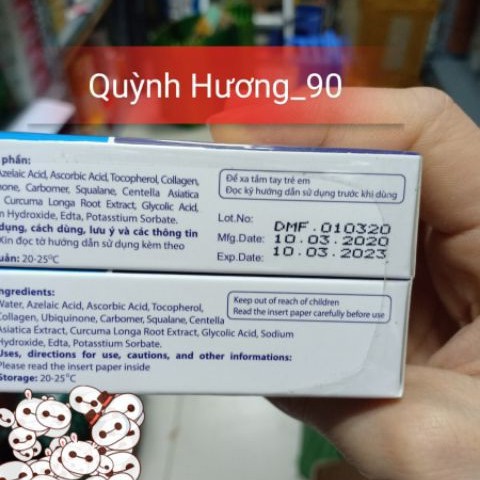 Quỳnh Hương_90
phần:
Azelaic Acid, Ascorbic Acid, Tocopherol, Collagen,
none, Carbomer, Squalane, Centella Asiatica
Curcuma Longa Root Extract, Glycolic Acid,
Hydroxide, Edta, Potasstium Sorbate.
dụng, cách dùng, lưu ý và các thông tin
Xin đọc tờ hướng dẫn sử dụng kèm theo
quản: 20-25°C
Để xa tầm tay trẻ em
Đọc kỹ hướng dẫn sử dụng trước khi dùng
Lot.No: DMF.010320
Mfg.Date: 10.03.2020
Exp.Date: 10.03.2023
Ingredients:
Water, Azelaic Acid, Ascorbic Acid, Tocopherol,
Collagen, Ubiquinone, Carbomer, Squalane, Centella
Asiatica Extract, Curcuma Longa Root Extract, Glycolic Acid, Sodium
Hydroxide, Edta, Potasstium Sorbate.
Uses, directions for use, cautions, and other informations:
Please read the insert paper inside
Storage: 20-25°C
Keep out of reach of children
Read the insert paper carefully before use